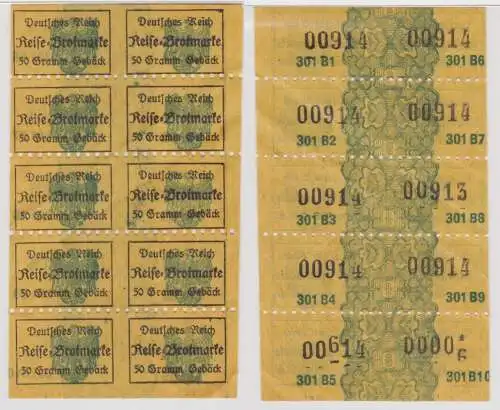 Deutsches Reich
Reise-Brotmarke
50 Gramm Gebäck
Deutsches Reich
Reise-Brotmarke
50 Gramm Gebäck
Deutsches Reich
Reise-Brotmarke
50 Gramm Gebäck
Deutsches Reich
Reise-Brotmarke
50 Gramm Gebäck
Deutsches Reich
Reise-Brotmarke
50 Gramm Gebäck
Deutsches Reich
Reise-Brotmarke
50 Gramm Gebäck
Deutsches Reich
Reise-Brotmarke
50 Gramm Gebäck
Deutsches Reich
Reise-Brotmarke
50 Gramm Gebäck
Deutsches Reich
Reise-Brotmarke
50 Gramm Gebäck
Deutsches Reich
Reise-Brotmarke
50 Gramm Gebäck
00914 00914
301 B1 301 B6
00914 00914
301 B2 301 B7
00914 00913
301 B3 301 B8
00914 00914
301 B4 301 B9
00614 0000
301 B5 301 B10